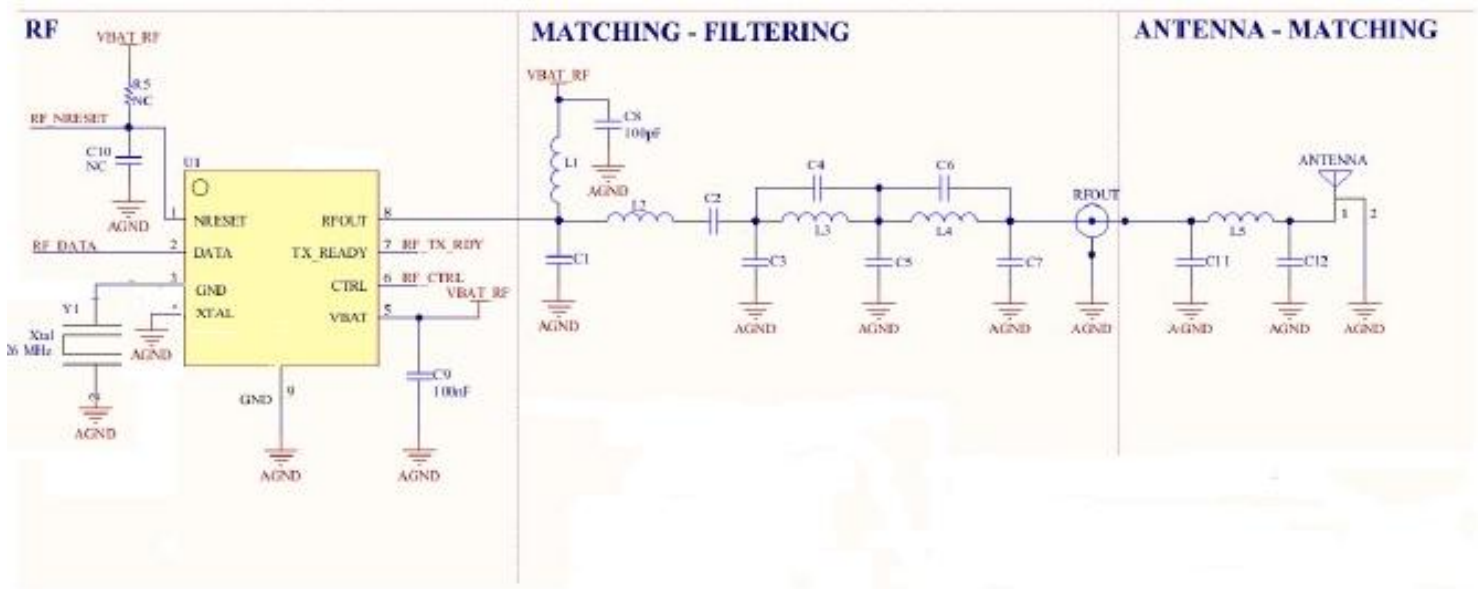 RF
MATCHING - FILTERING
ANTENNA - MATCHING
VBAT_RF
R5
NC
RF_NRESET
C10
NC
AGND
U1
1 NRESET
RFOUT 8
RF_DATA 2 DATA
TX_READY 7 RF_TX_RDY
3 GND
CTRL 6 RF_CTRL
XTAL
VBAT 5
VBAT_RF
Y1
Xtal
26 MHz
AGND
2
AGND
GND 9
AGND
C9
100nF
AGND
VBAT_RF
C8
100pF
AGND
L1
L2
C2
C4
C6
L3
L4
C1
C3
C5
C7
AGND
AGND
AGND
AGND
RFOUT
AGND
ANTENNA
1
2
L5
C11
C12
AGND
AGND
AGND